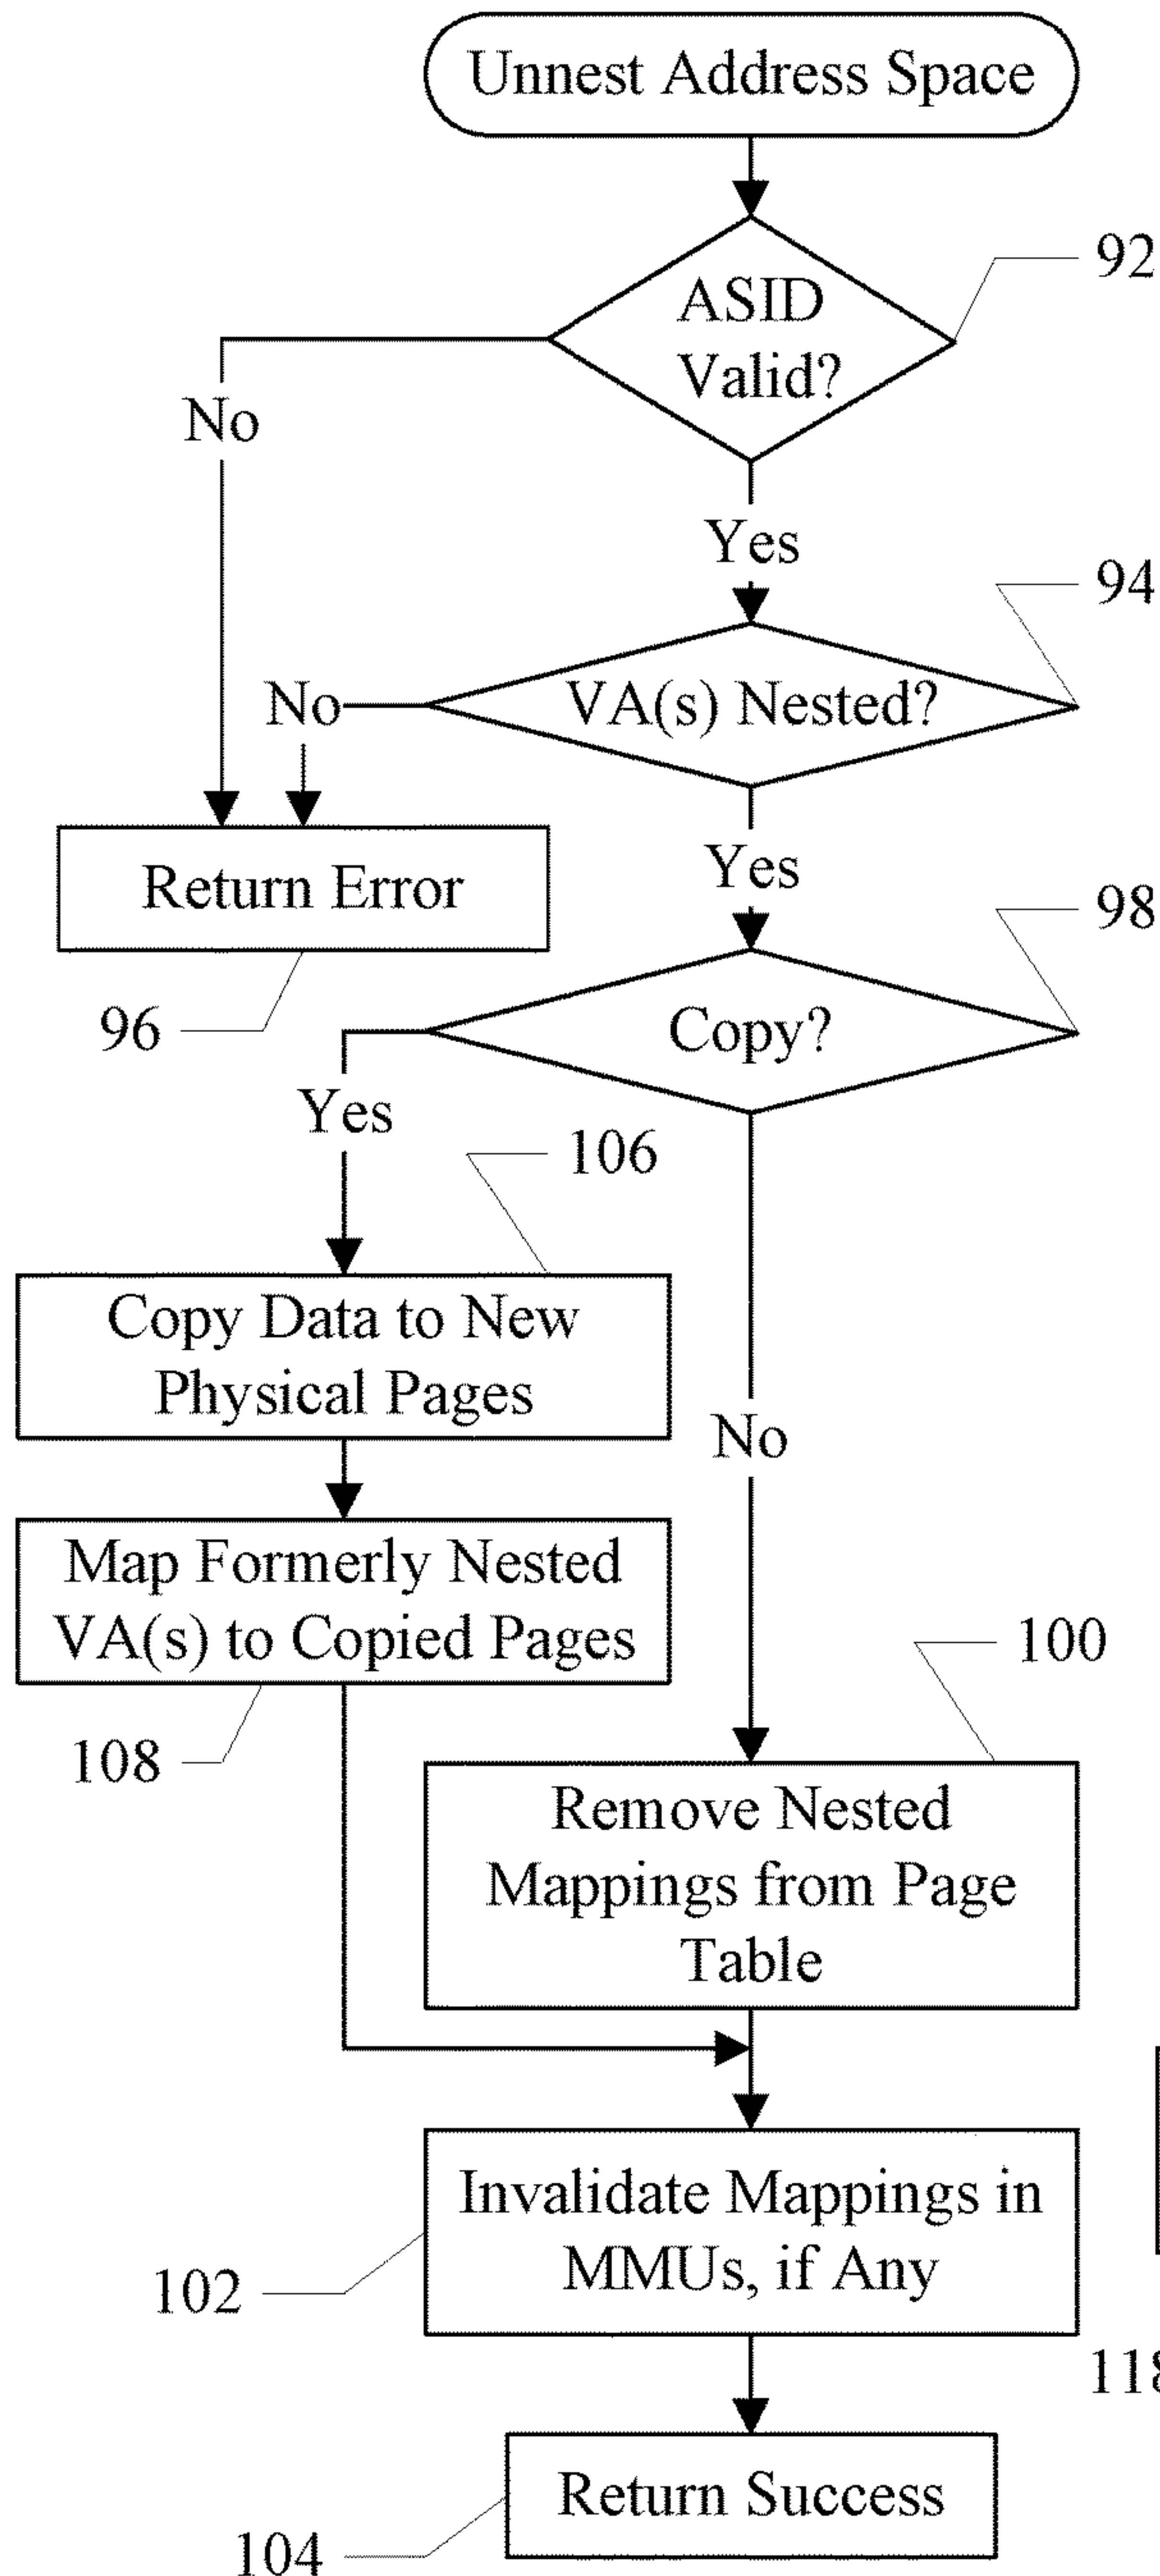 Unnest Address Space
92
ASID
Valid?
No
Yes
94
No
VA(s) Nested?
Return Error
Yes
98
96
Copy?
Yes
106
Copy Data to New
Physical Pages
No
Map Formerly Nested
VA(s) to Copied Pages
100
108
Remove Nested
Mappings from Page
Table
Invalidate Mappings in
MMUs, if Any
102
118
Return Success
104